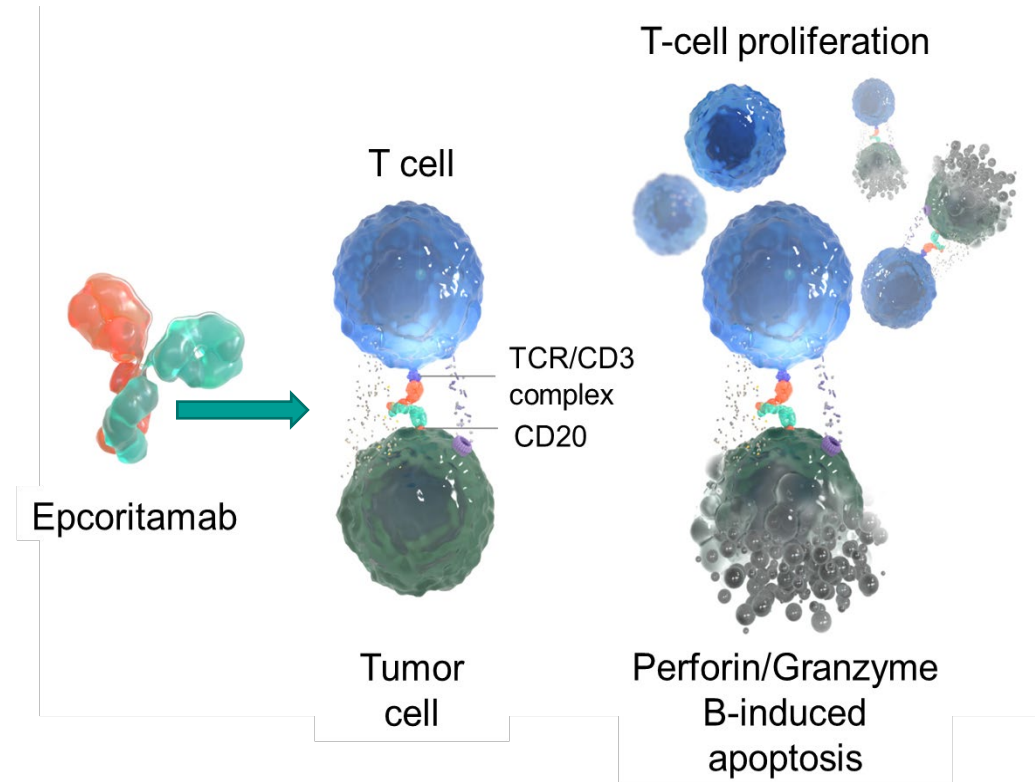 T-cell proliferation
T cell
TCR/CD3
complex
CD20
Epcoritamab
Tumor
cell
Perforin/Granzyme
B-induced
apoptosis